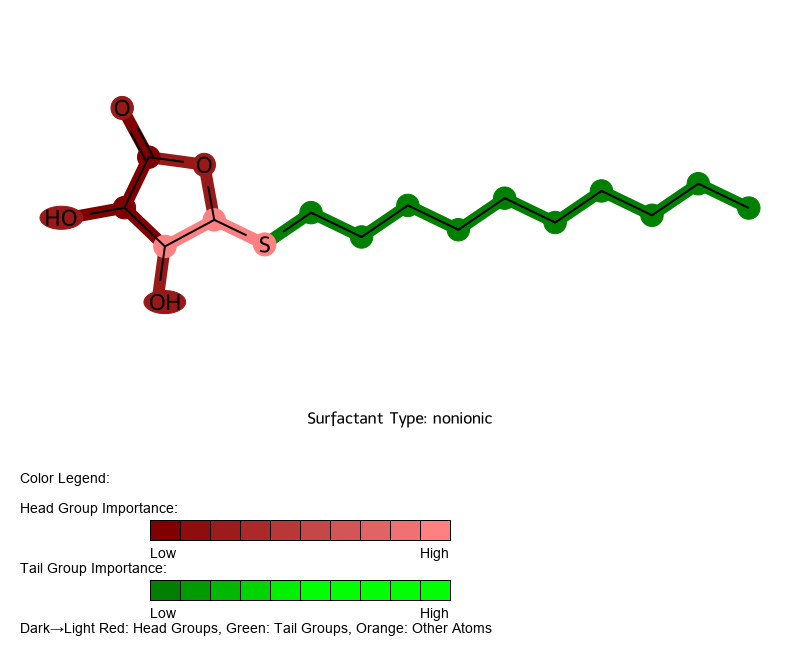 O
O
HO
S
OH
Surfactant Type: nonionic
Color Legend:
Head Group Importance:
Low High
Tail Group Importance:
Low High
Dark→Light Red: Head Groups, Green: Tail Groups, Orange: Other Atoms